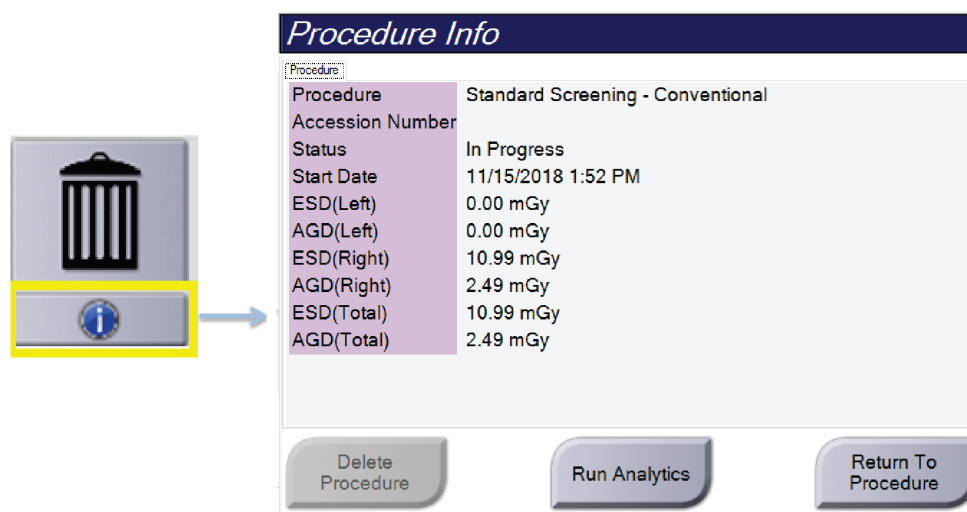 Procedure Info
Procedure
Procedure Standard Screening - Conventional
Accession Number
Status In Progress
Start Date 11/15/2018 1:52 PM
ESD(Left) 0.00 mGy
AGD(Left) 0.00 mGy
ESD(Right) 10.99 mGy
AGD(Right) 2.49 mGy
ESD(Total) 10.99 mGy
AGD(Total) 2.49 mGy
i
Delete
Procedure
Run Analytics
Return To
Procedure